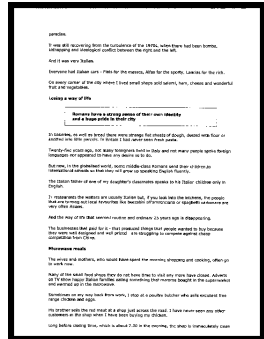 paradise.
It was still recovering from the turbulence of the 1970s, when there had been bombs,
kidnapping and ideological conflict between the right and the left.
And it was very Italian.
Everyone had Italian cars - Fiats for the masses, Alfas for the sporty, Lancias for the rich.
On every corner of the city where I lived small shops sold salami, ham, cheeses and wonderful
fruit and vegetables.
Losing a way of life
Romans have a strong sense of their own identity
and a huge pride in their city
In bakeries, as well as bread there were strange flat sheets of dough, dusted with flour or
another little particle. In Britain I had never seen fresh pasta.
Twenty-five years ago, not many foreigners lived in Italy and not many people spoke foreign
languages nor appeared to have any desire so to do.
But now, in the globalised world, some middle-class Romans send their children to
international schools so that they will grow up speaking English fluently.
The Italian father of one of my daughter's classmates speaks to his Italian children only in
English.
In restaurants the waiters are usually Italian but, if you look into the kitchen, the people
that are turning out local favourites like bucatini all'amatriciana or spaghetti carbonara are
very often Asians.
And the way of life that seemed routine and ordinary 25 years ago is disappearing.
The businesses that paid for it - that produced things that people wanted to buy because
they were well designed and well priced - are struggling to compete against cheap
competition from China.
Microwave meals
The wives and mothers, who would have spent the morning shopping and cooking, often go
to work now.
Many of the small food shops they do not have time to visit any more have closed. Adverts
on TV show happy Italian families eating something that mamma bought in the supermarket
and warmed up in the microwave.
Sometimes on my way back from work, I stop at a poultry butcher who sells excellent free
range chicken and eggs.
His brother sells the red meat at a shop just across the road. I have never seen any other
customers in the shop when I have been buying my chicken.
Long before closing time, which is about 7.30 in the evening, the shop is immaculately clean